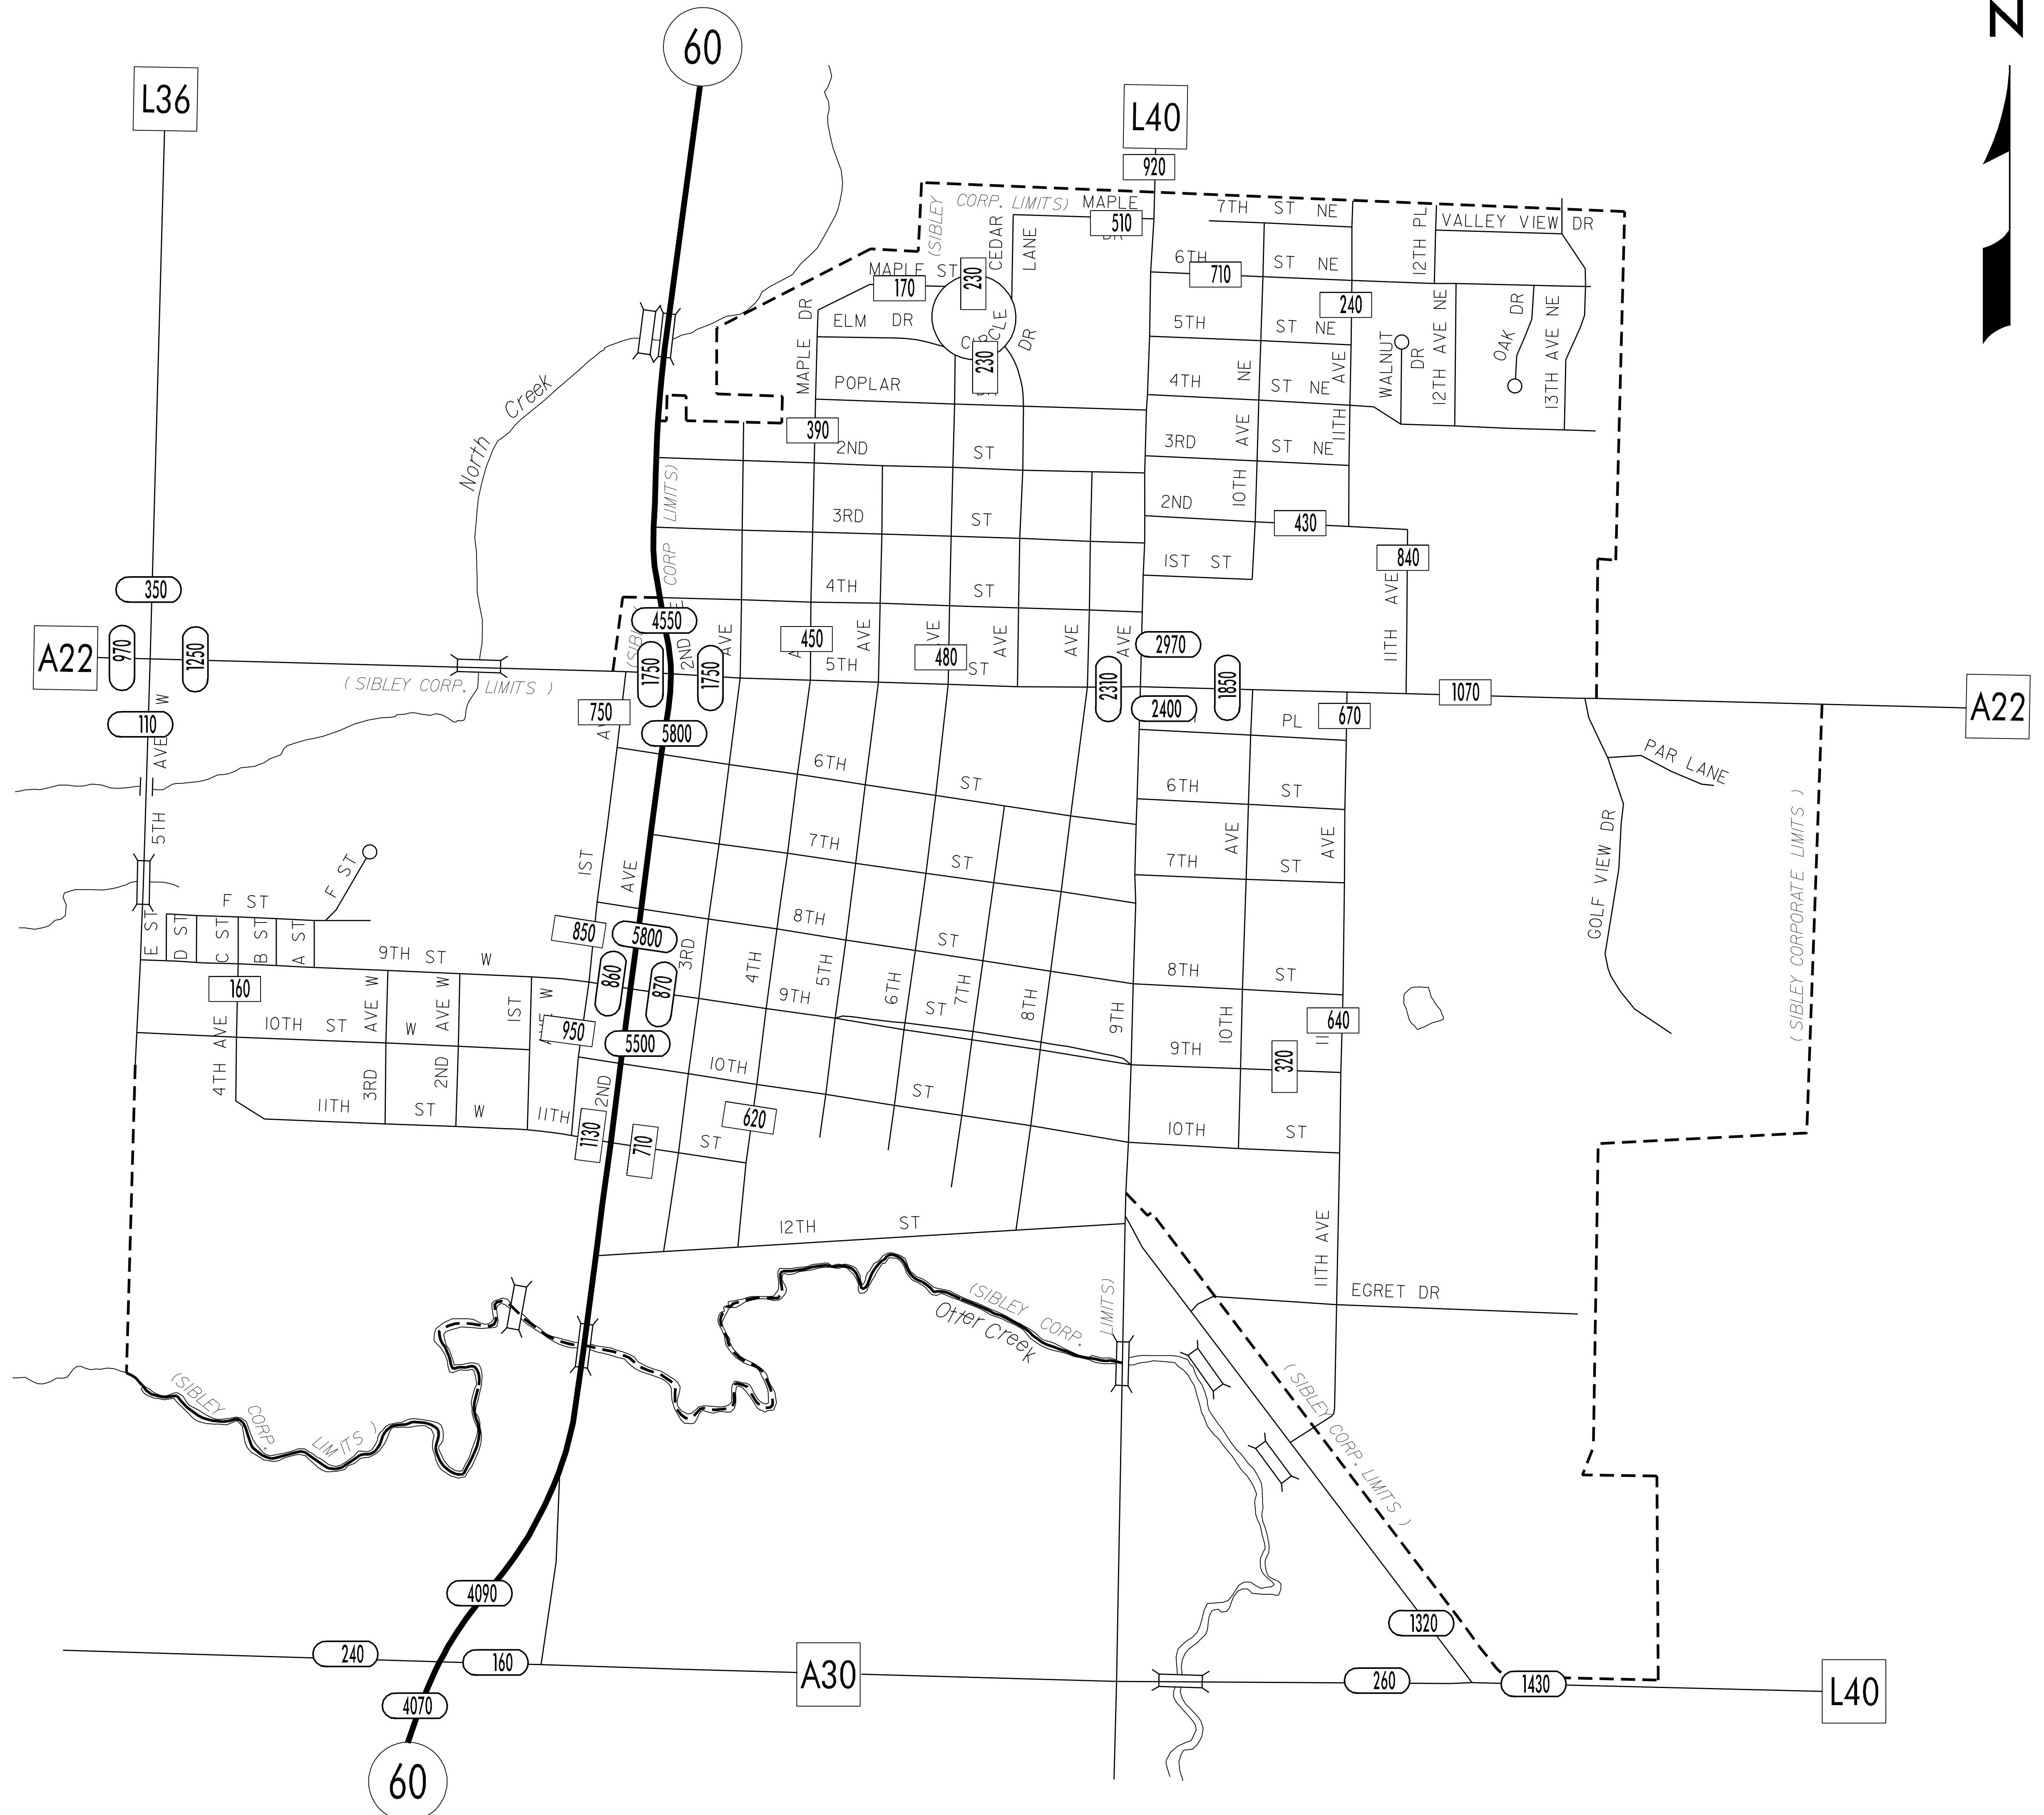 N
60
L36
L40
920
(SIBLEY CORP. LIMITS)
MAPLE DR
510
7TH ST NE
12TH PL
VALLEY VIEW DR
CEDAR LANE
6TH ST NE
710
MAPLE ST
170
230
240
MAPLE DR
ELM DR
CIRCLE DR
230
5TH ST NE
WALNUT DR
12TH AVE NE
OAK DR
13TH AVE NE
POPLAR
4TH ST NE
10TH AVE NE
11TH AVE
North Creek
390
2ND ST
3RD ST NE
3RD ST
2ND
430
1ST ST
840
11TH AVE
350
4TH ST
(SIBLEY CORP LIMITS)
4550
A22
970
1250
1750
2ND
1750
AVE
450
AVE
480
AVE
AVE
AVE
5TH ST
2970
2310
1850
2400
1070
A22
(SIBLEY CORP. LIMITS)
110
750
5800
PL
670
PAR LANE
GOLF VIEW DR
(SIBLEY CORPORATE LIMITS)
5TH AVE W
6TH ST
6TH ST
7TH ST
7TH ST
1ST
AVE
AVE
AVE
F ST
F ST
E ST
D ST
C ST
B ST
A ST
8TH ST
850
5800
3RD
4TH
5TH
6TH
7TH
8TH
9TH
10TH
9TH ST W
860
870
8TH ST
160
9TH ST
950
5500
640
10TH ST W
4TH AVE
3RD AVE W
2ND AVE W
1ST
W
9TH
320
10TH ST
11TH ST W
11TH
2ND
1130
710
ST
620
10TH ST
12TH ST
11TH AVE
EGRET DR
Otter Creek
(SIBLEY CORP. LIMITS)
(SIBLEY CORP. LIMITS)
(SIBLEY CORP. LIMITS)
4090
240
160
A30
1320
260
1430
L40
4070
60